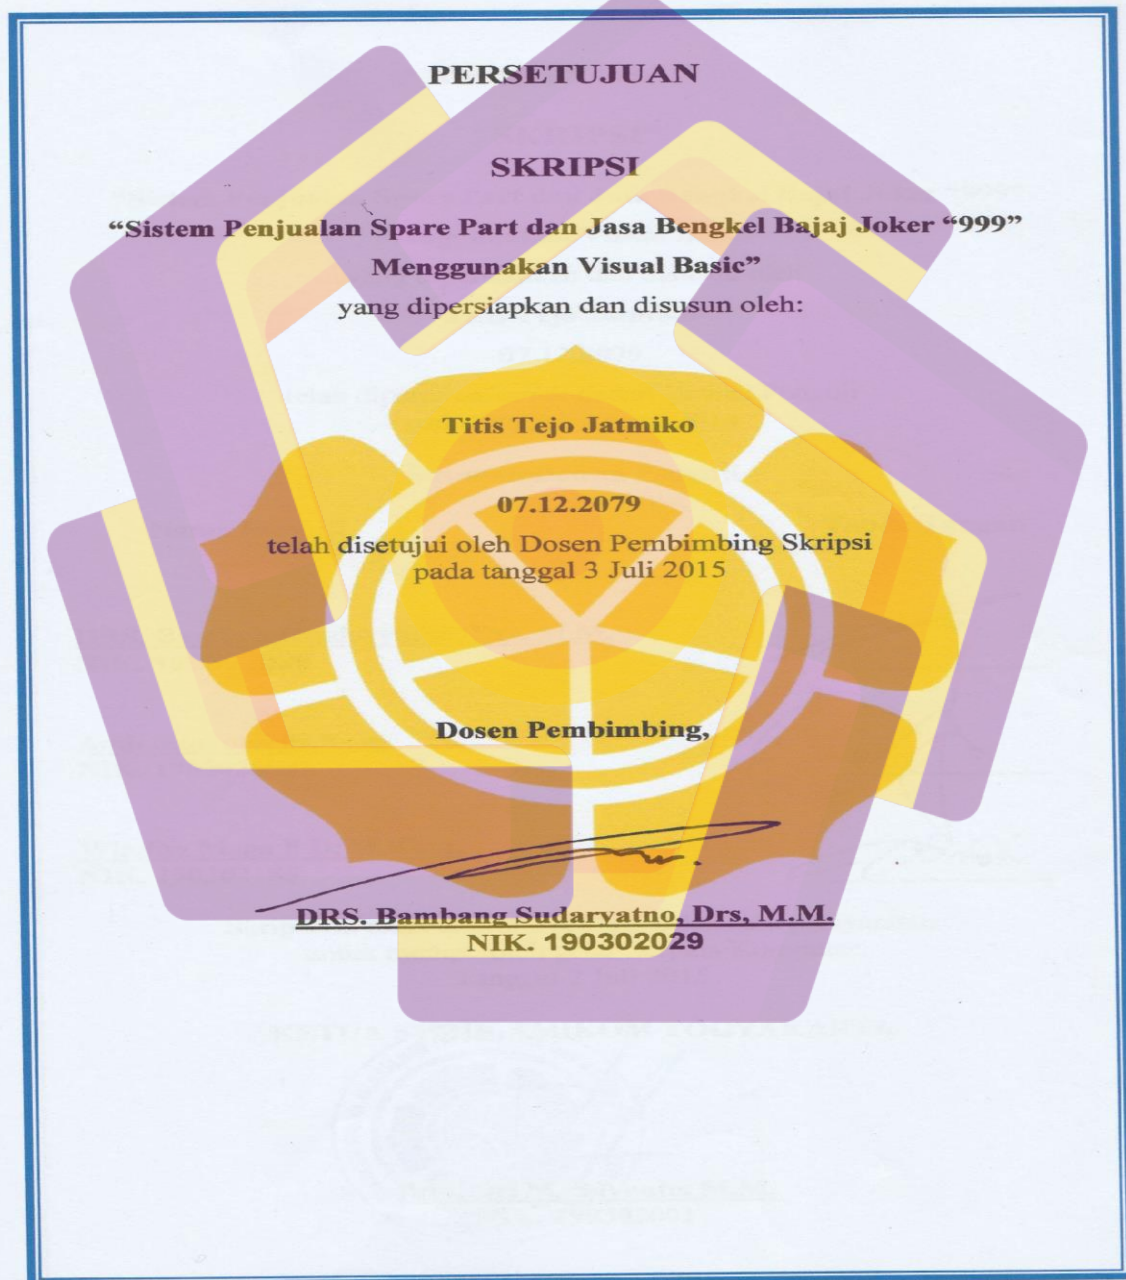 PERSETUJUAN
SKRIPSI
“Sistem Penjualan Spare Part dan Jasa Bengkel Bajaj Joker “999”
Menggunakan Visual Basic”
yang dipersiapkan dan disusun oleh:
Titis Tejo Jatmiko
07.12.2079
telah disetujui oleh Dosen Pembimbing Skripsi
pada tanggal 3 Juli 2015
Dosen Pembimbing,
DRS. Bambang Sudaryatno, Drs, M.M.
NIK. 190302029